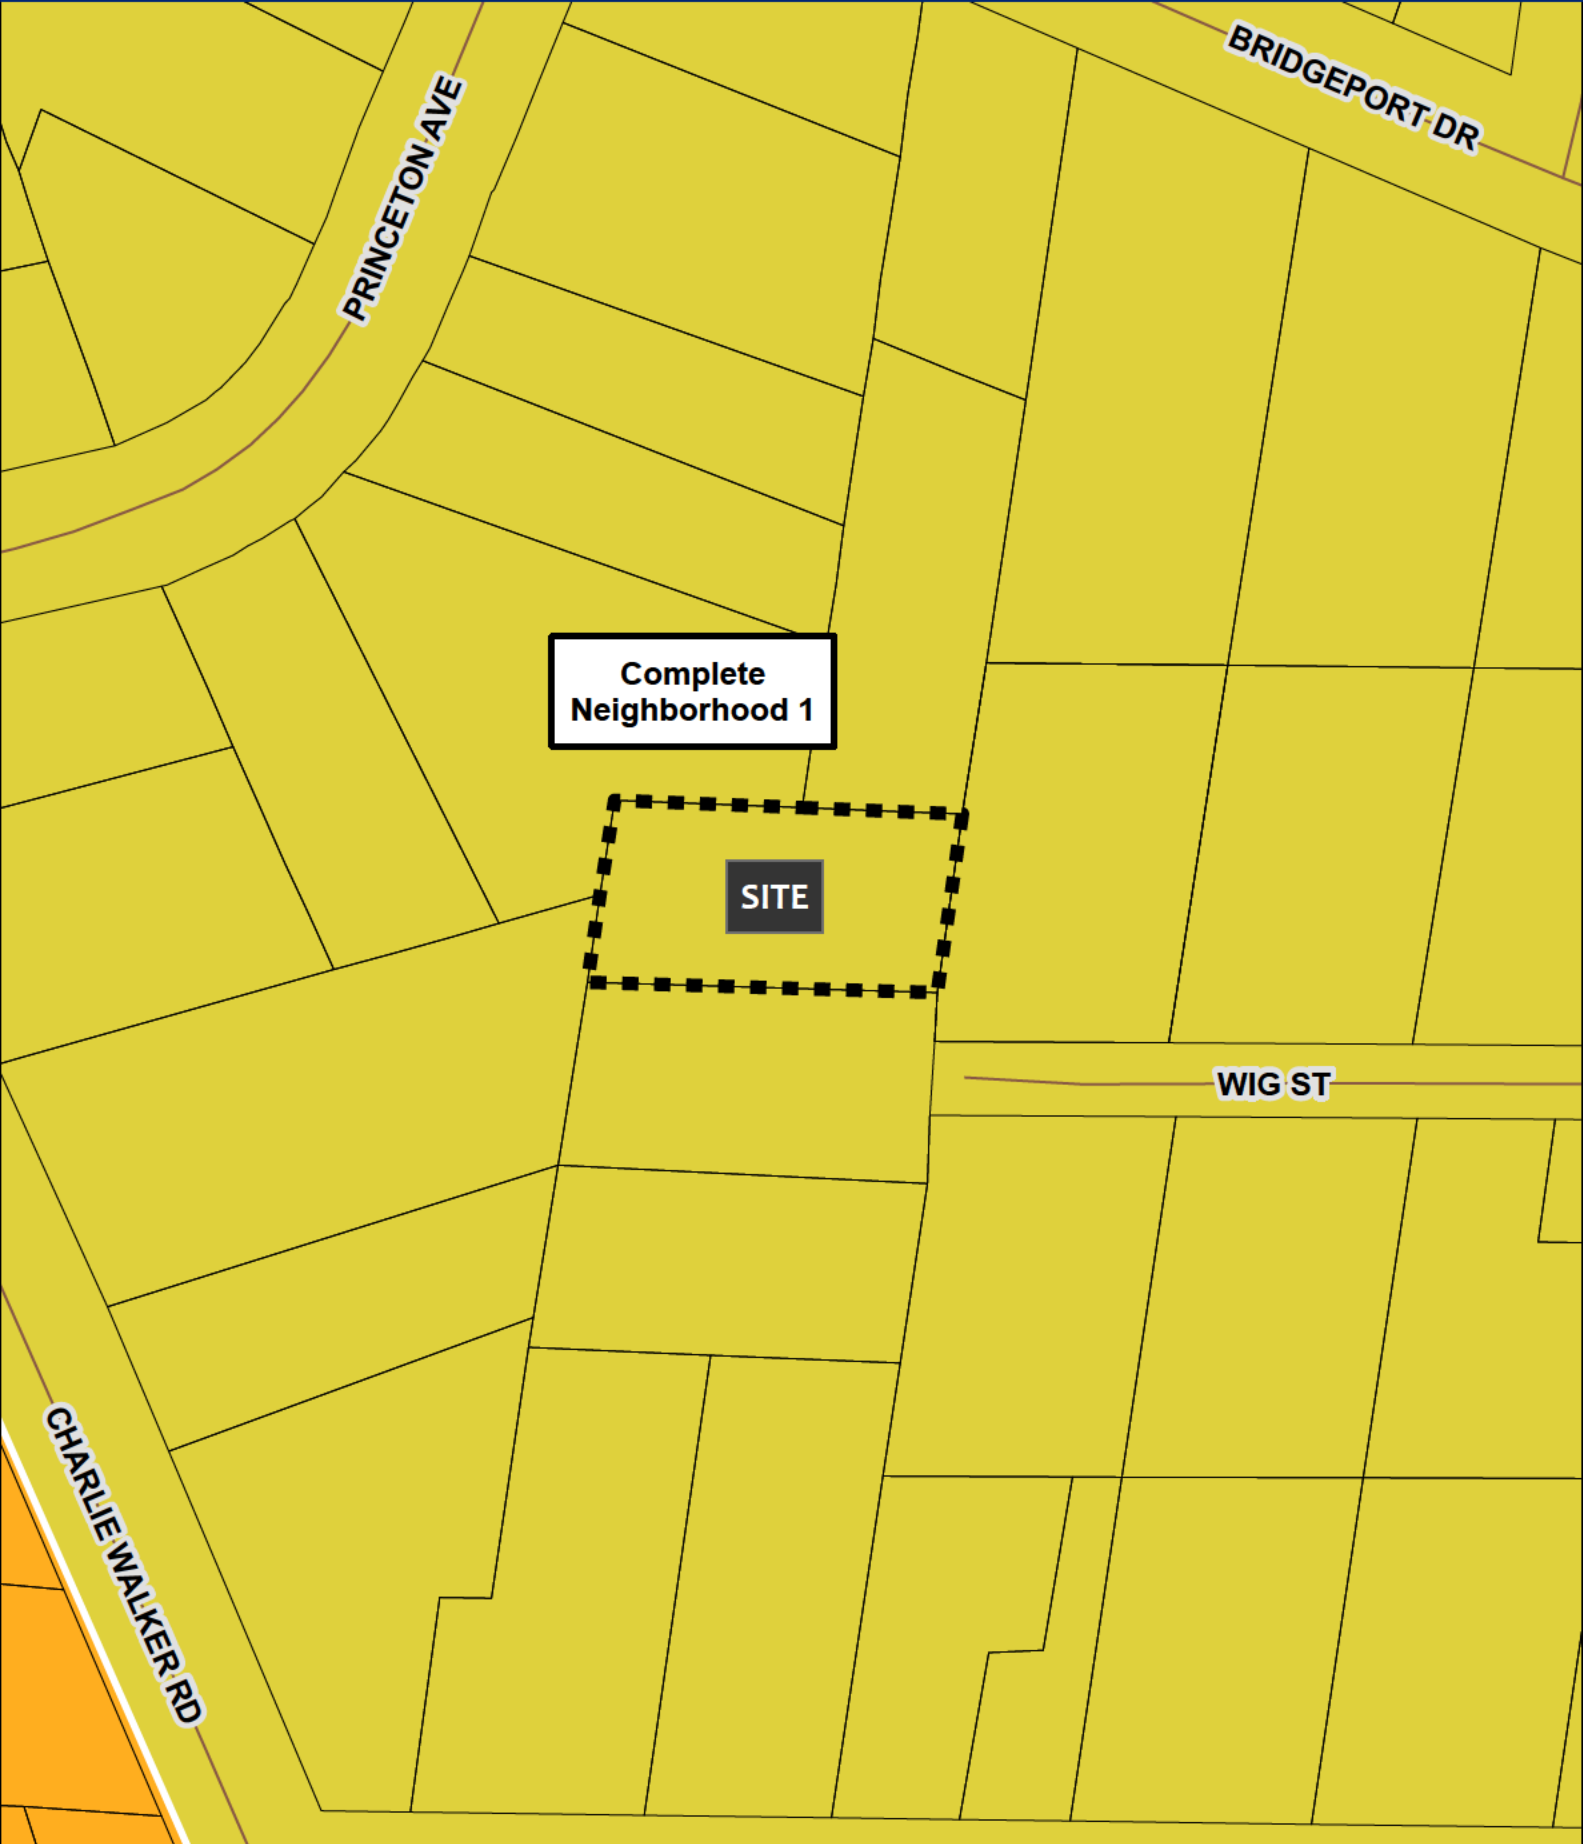 BRIDGEPORT DR
PRINCETON AVE
Complete
Neighborhood 1
SITE
WIG ST
CHARLIE WALKER RD